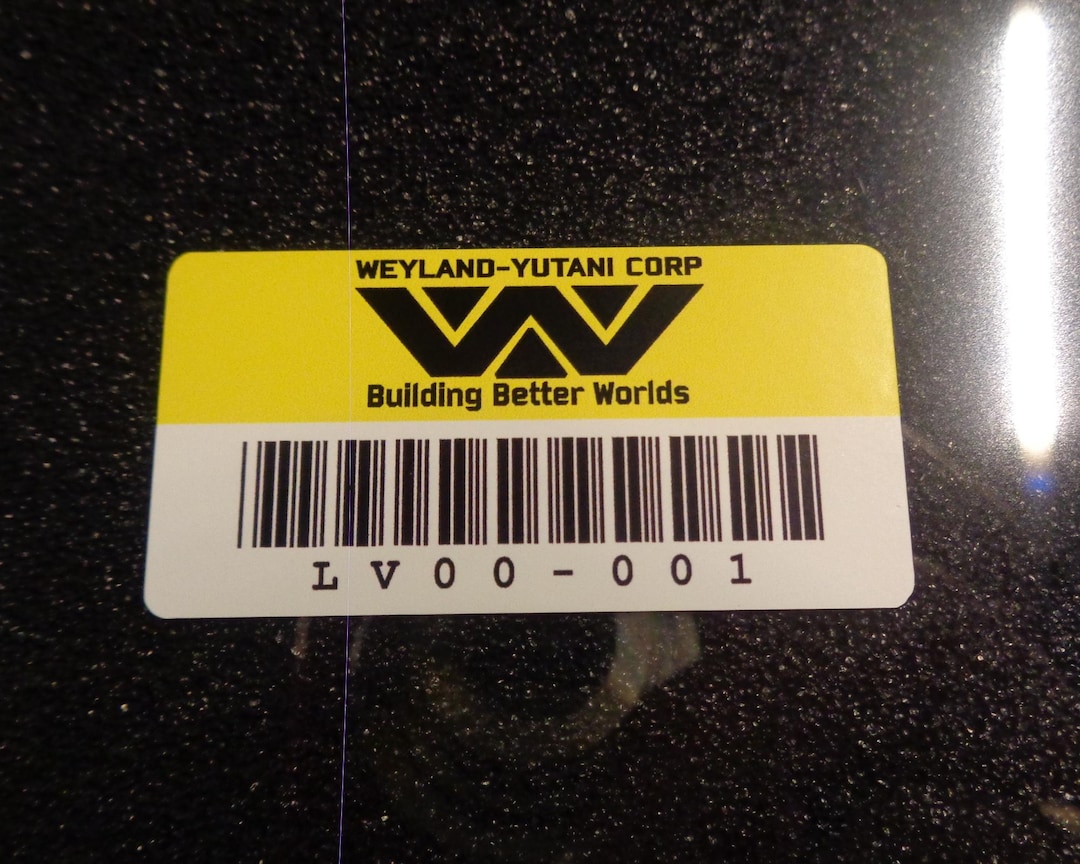 WEYLAND-YUTANI CORP
Building Better Worlds
LV00-001